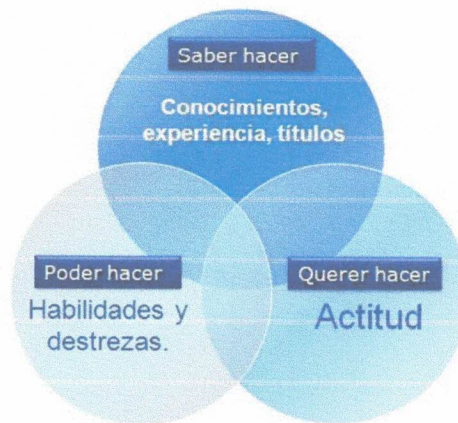 Saber hacer
Conocimientos,
experiencia, títulos
Poder hacer
Habilidades y
destrezas.
Querer hacer
Actitud